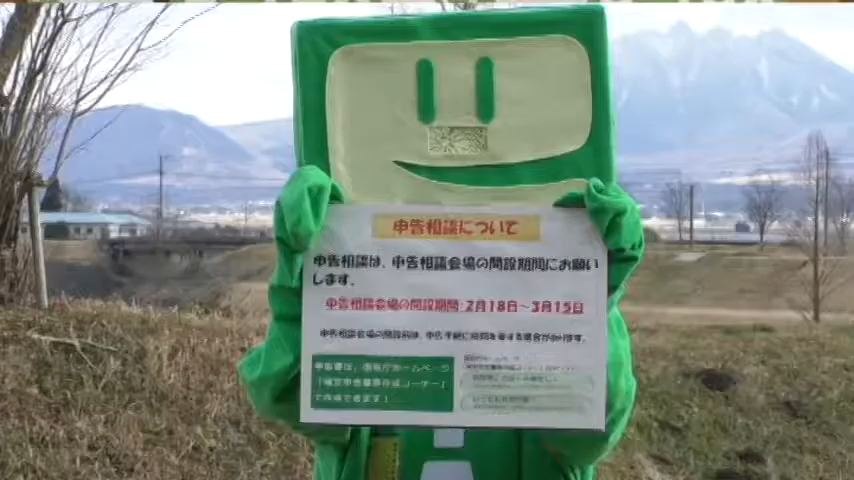 申告相談について
申告相談は、申告相談会場の開設期間にお願い
します。
申告相談会場の開設期間:2月18日～3月15日
申告相談会場の開設前は、申告手続に時間を要する場合があります。
申告書は、国税庁ホームページ
「確定申告書等作成コーナー」
で作成できます！